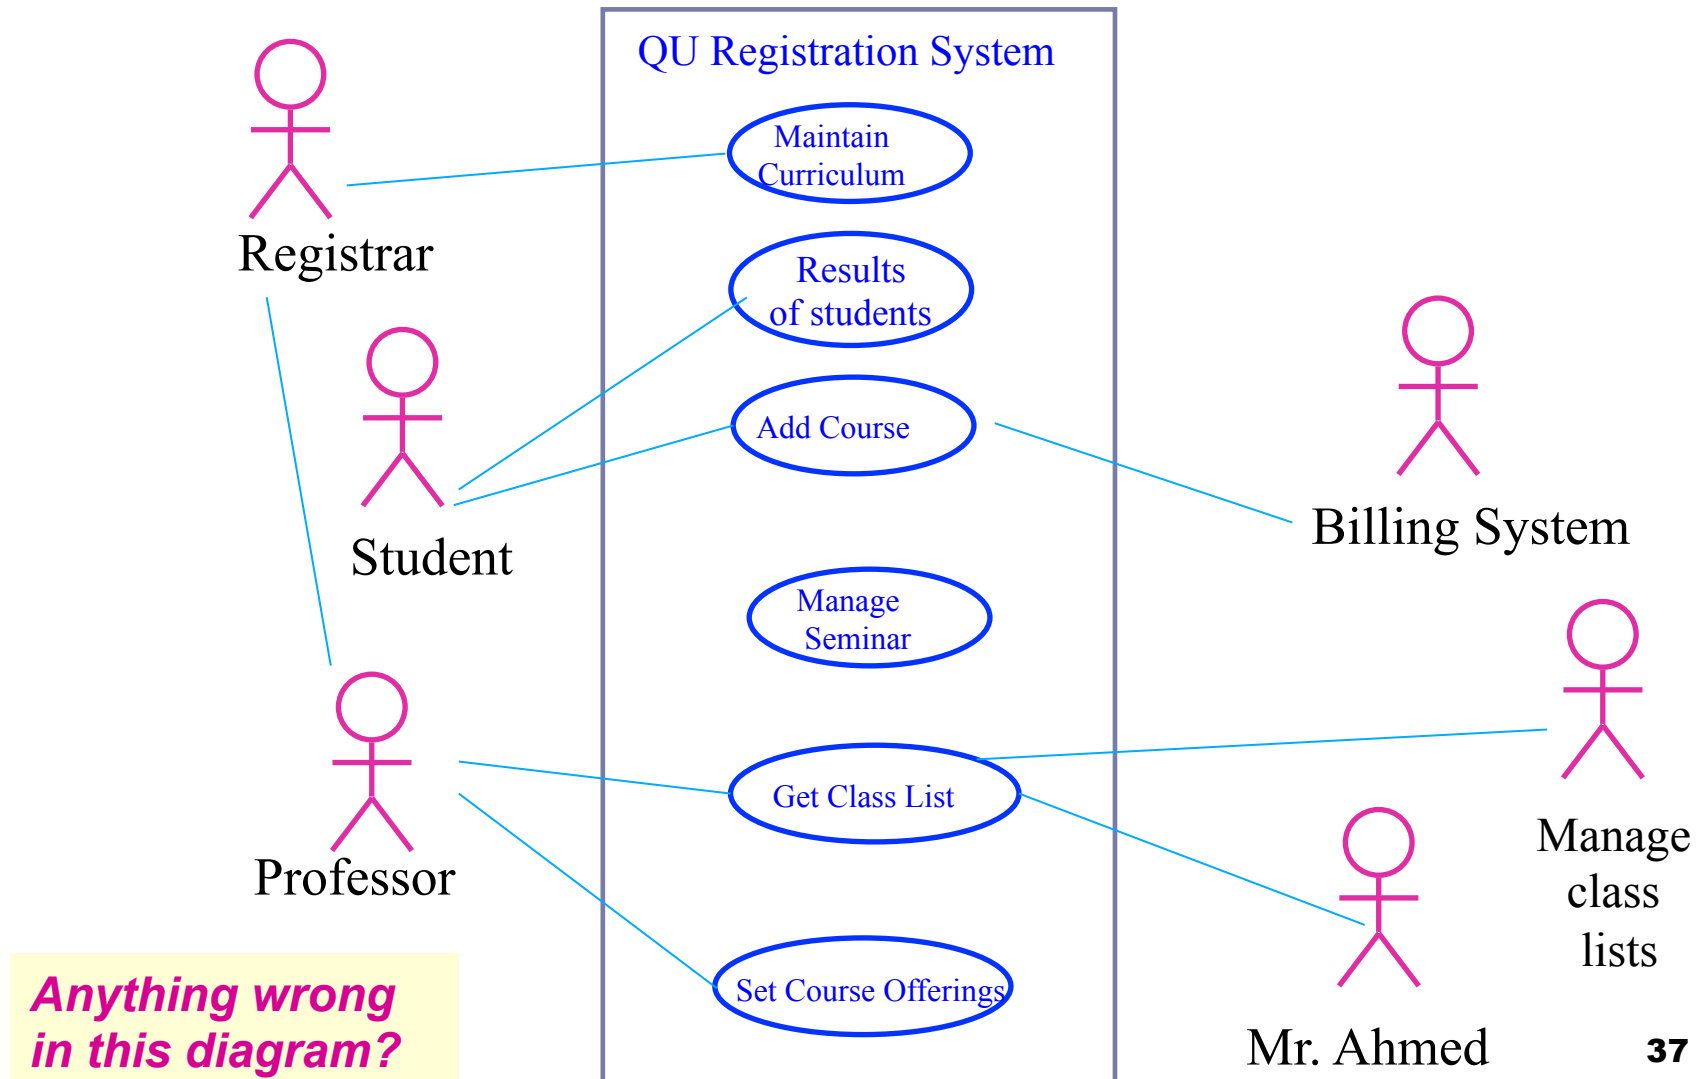 QU Registration System
Maintain
Curriculum
Registrar
Results
of students
Add Course
Billing System
Student
Manage
Seminar
Get Class List
Manage
class
lists
Professor
Set Course Offerings
Mr. Ahmed
Anything wrong
in this diagram?
37